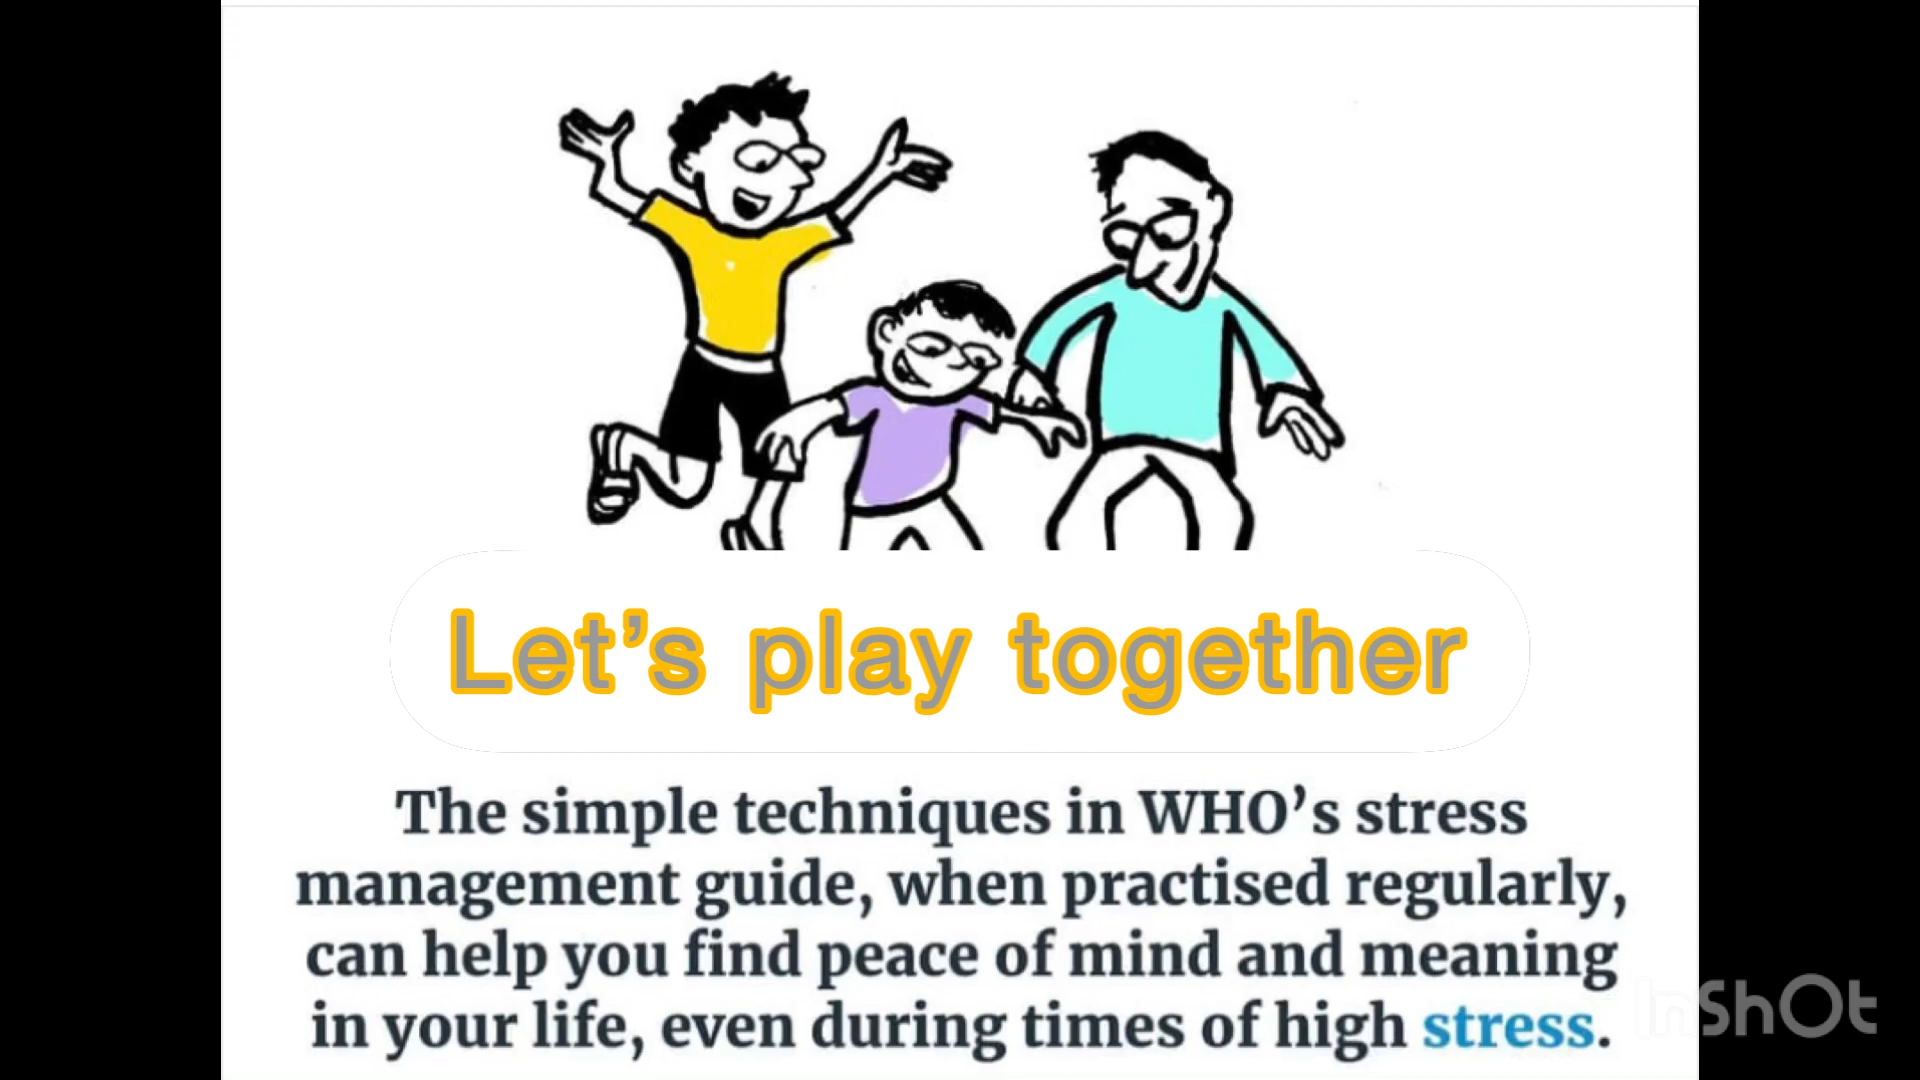 Let’s play together
The simple techniques in WHO’s stress
management guide, when practised regularly,
can help you find peace of mind and meaning
in your life, even during times of high stress.
InShOt